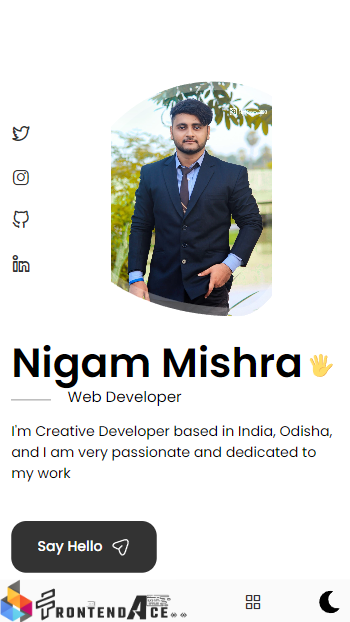 Nigam Mishra 🖐
Web Developer
I'm Creative Developer based in India, Odisha,
and I am very passionate and dedicated to
my work
Say Hello
FRONTENDACE